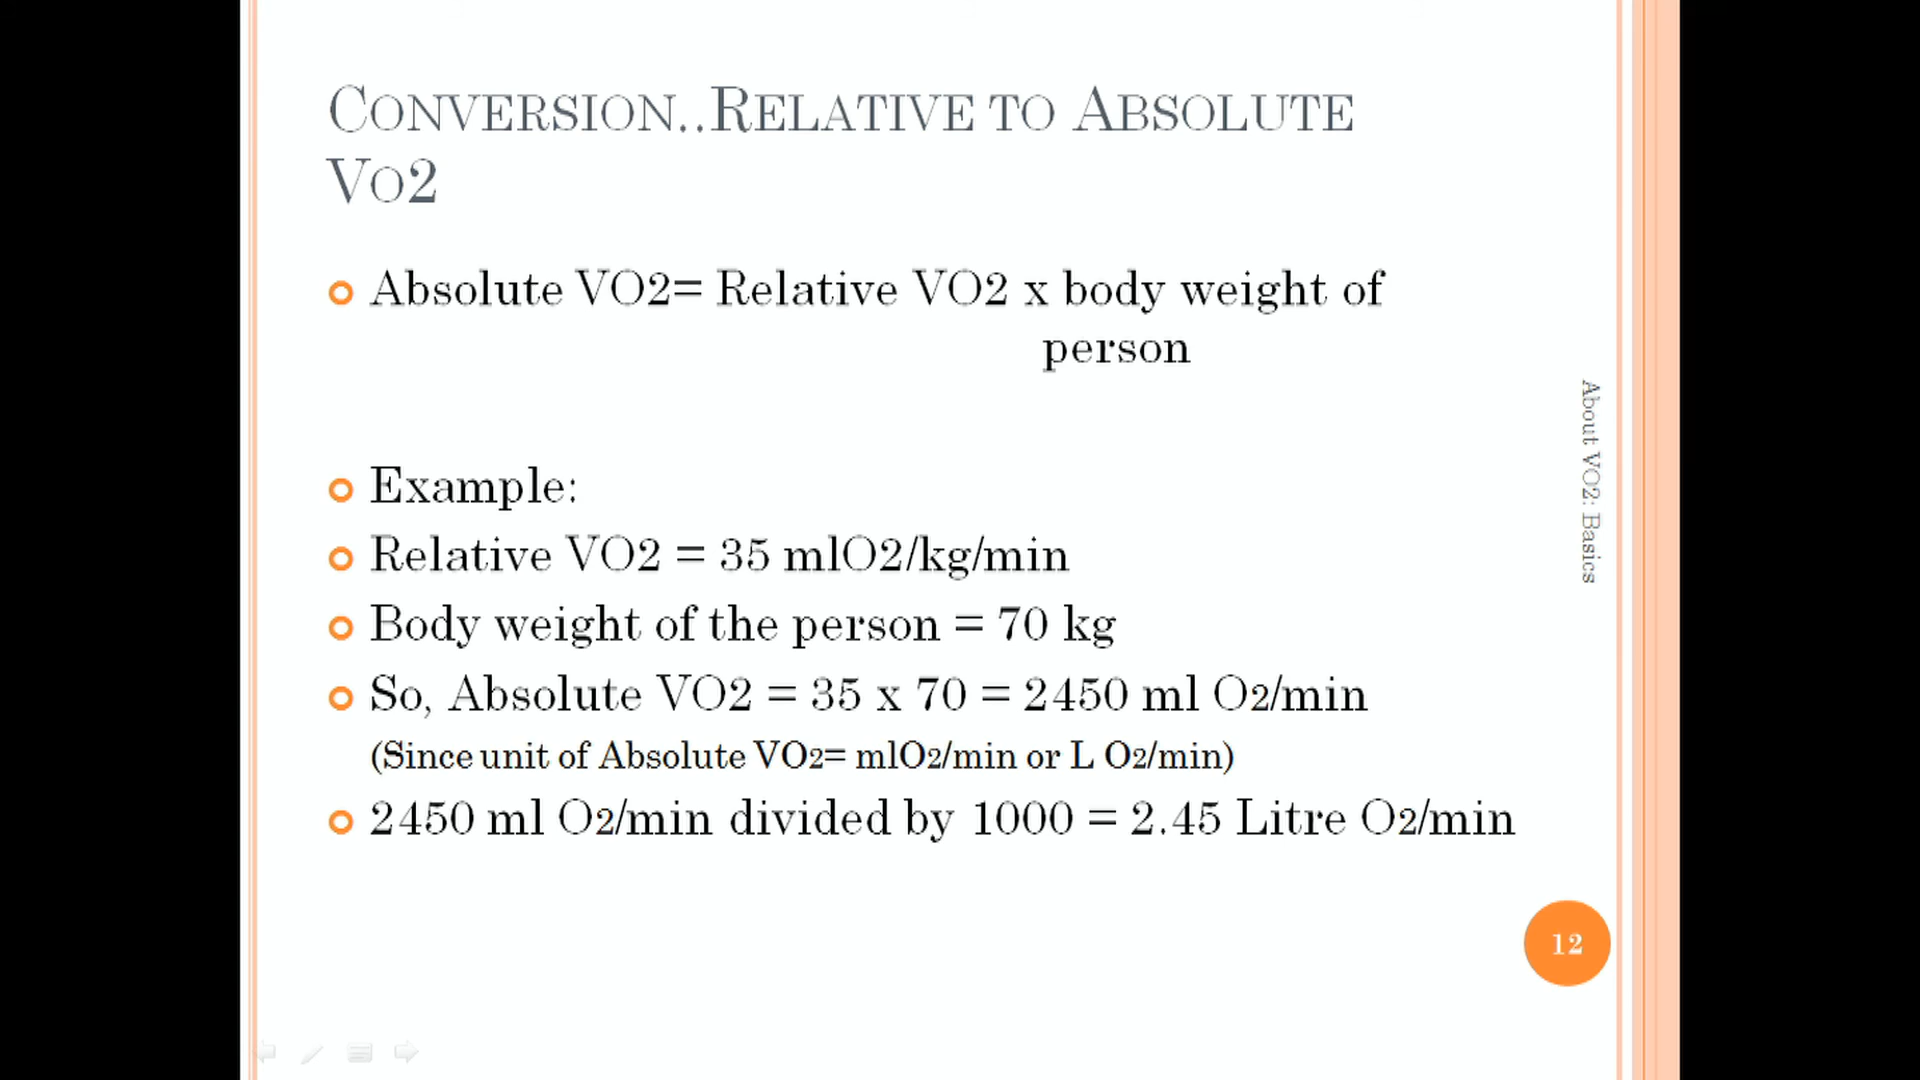 CONVERSION..RELATIVE TO ABSOLUTE
VO2
Absolute VO2= Relative VO2 x body weight of
person
Example:
Relative VO2 = 35 mlO2/kg/min
Body weight of the person = 70 kg
So, Absolute VO2 = 35 x 70 = 2450 ml O2/min
(Since unit of Absolute VO2= mlO2/min or L O2/min)
2450 ml O2/min divided by 1000 = 2.45 Litre O2/min
About VO2: Basics
12